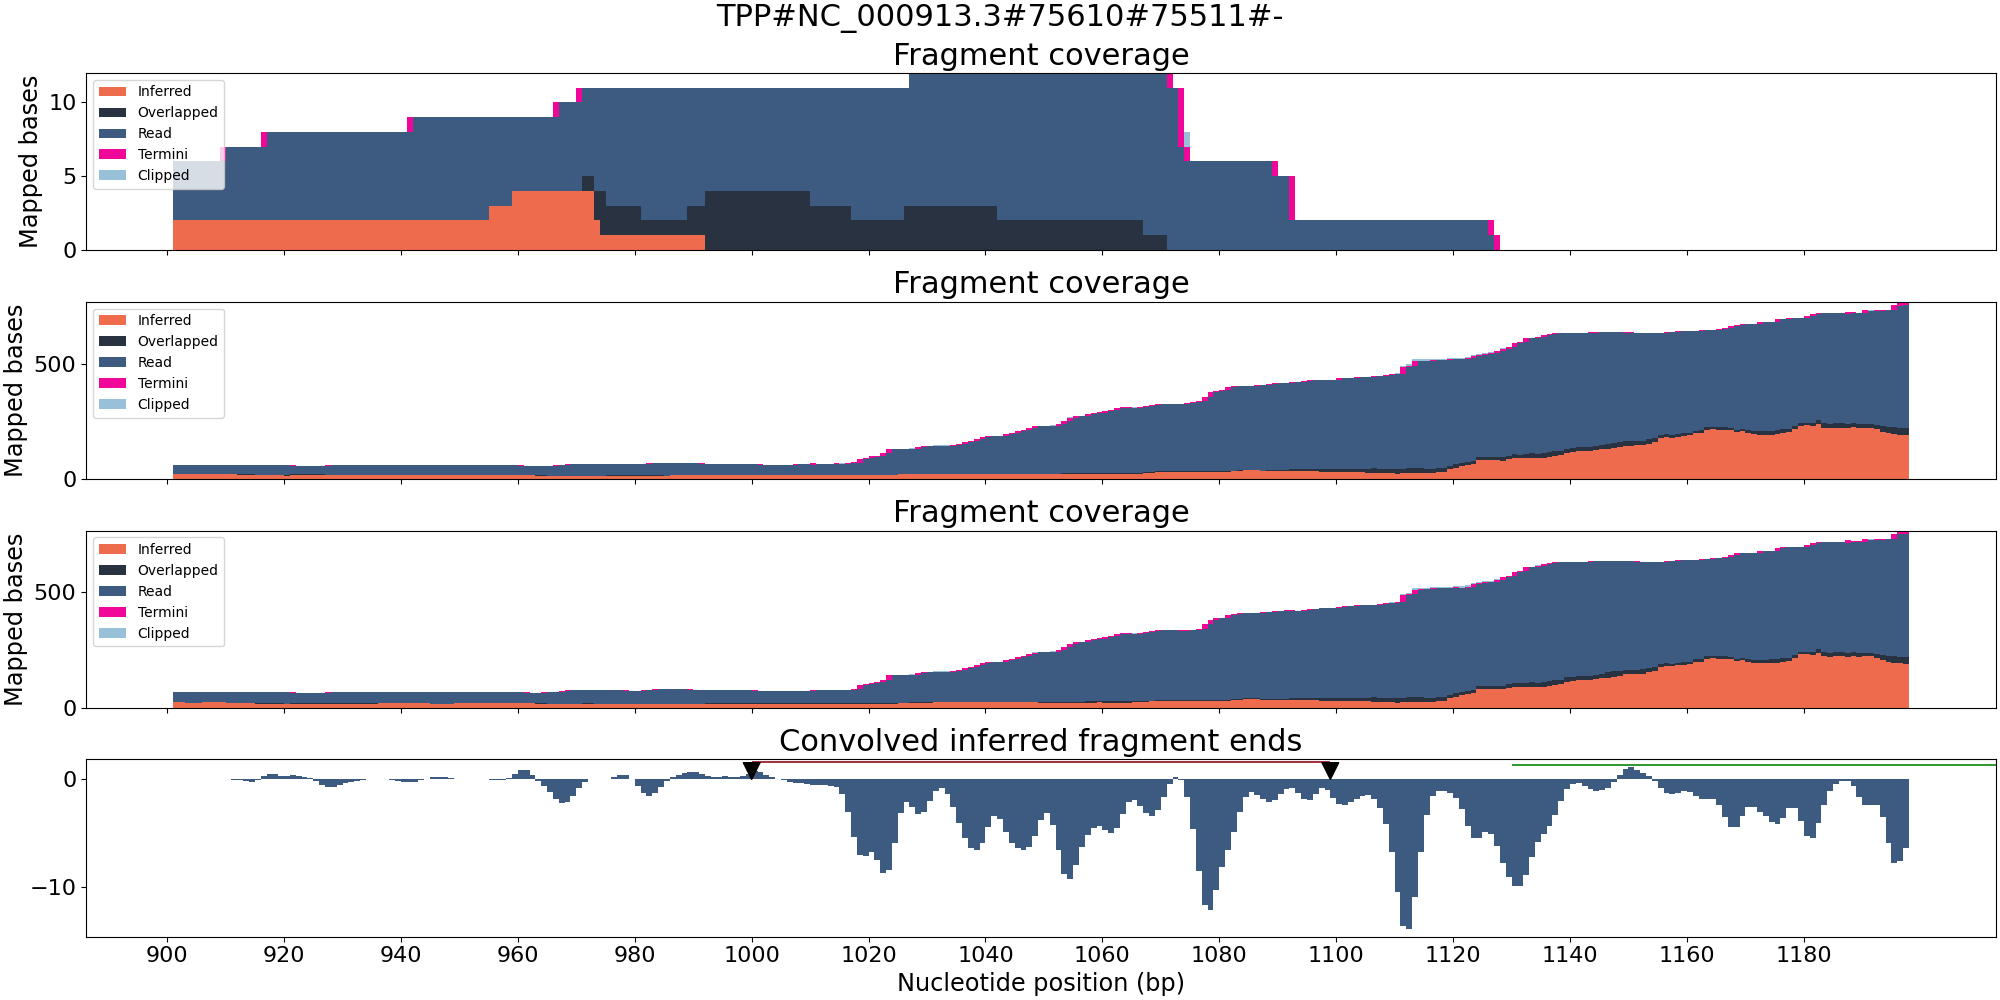 TPP#NC_000913.3#75610#75511#-
Fragment coverage
Mapped bases
10
5
0
Inferred
Overlapped
Read
Termini
Clipped
Fragment coverage
Mapped bases
500
0
Inferred
Overlapped
Read
Termini
Clipped
Fragment coverage
Mapped bases
500
0
Inferred
Overlapped
Read
Termini
Clipped
Convolved inferred fragment ends
0
−10
900 920 940 960 980 1000 1020 1040 1060 1080 1100 1120 1140 1160 1180
Nucleotide position (bp)